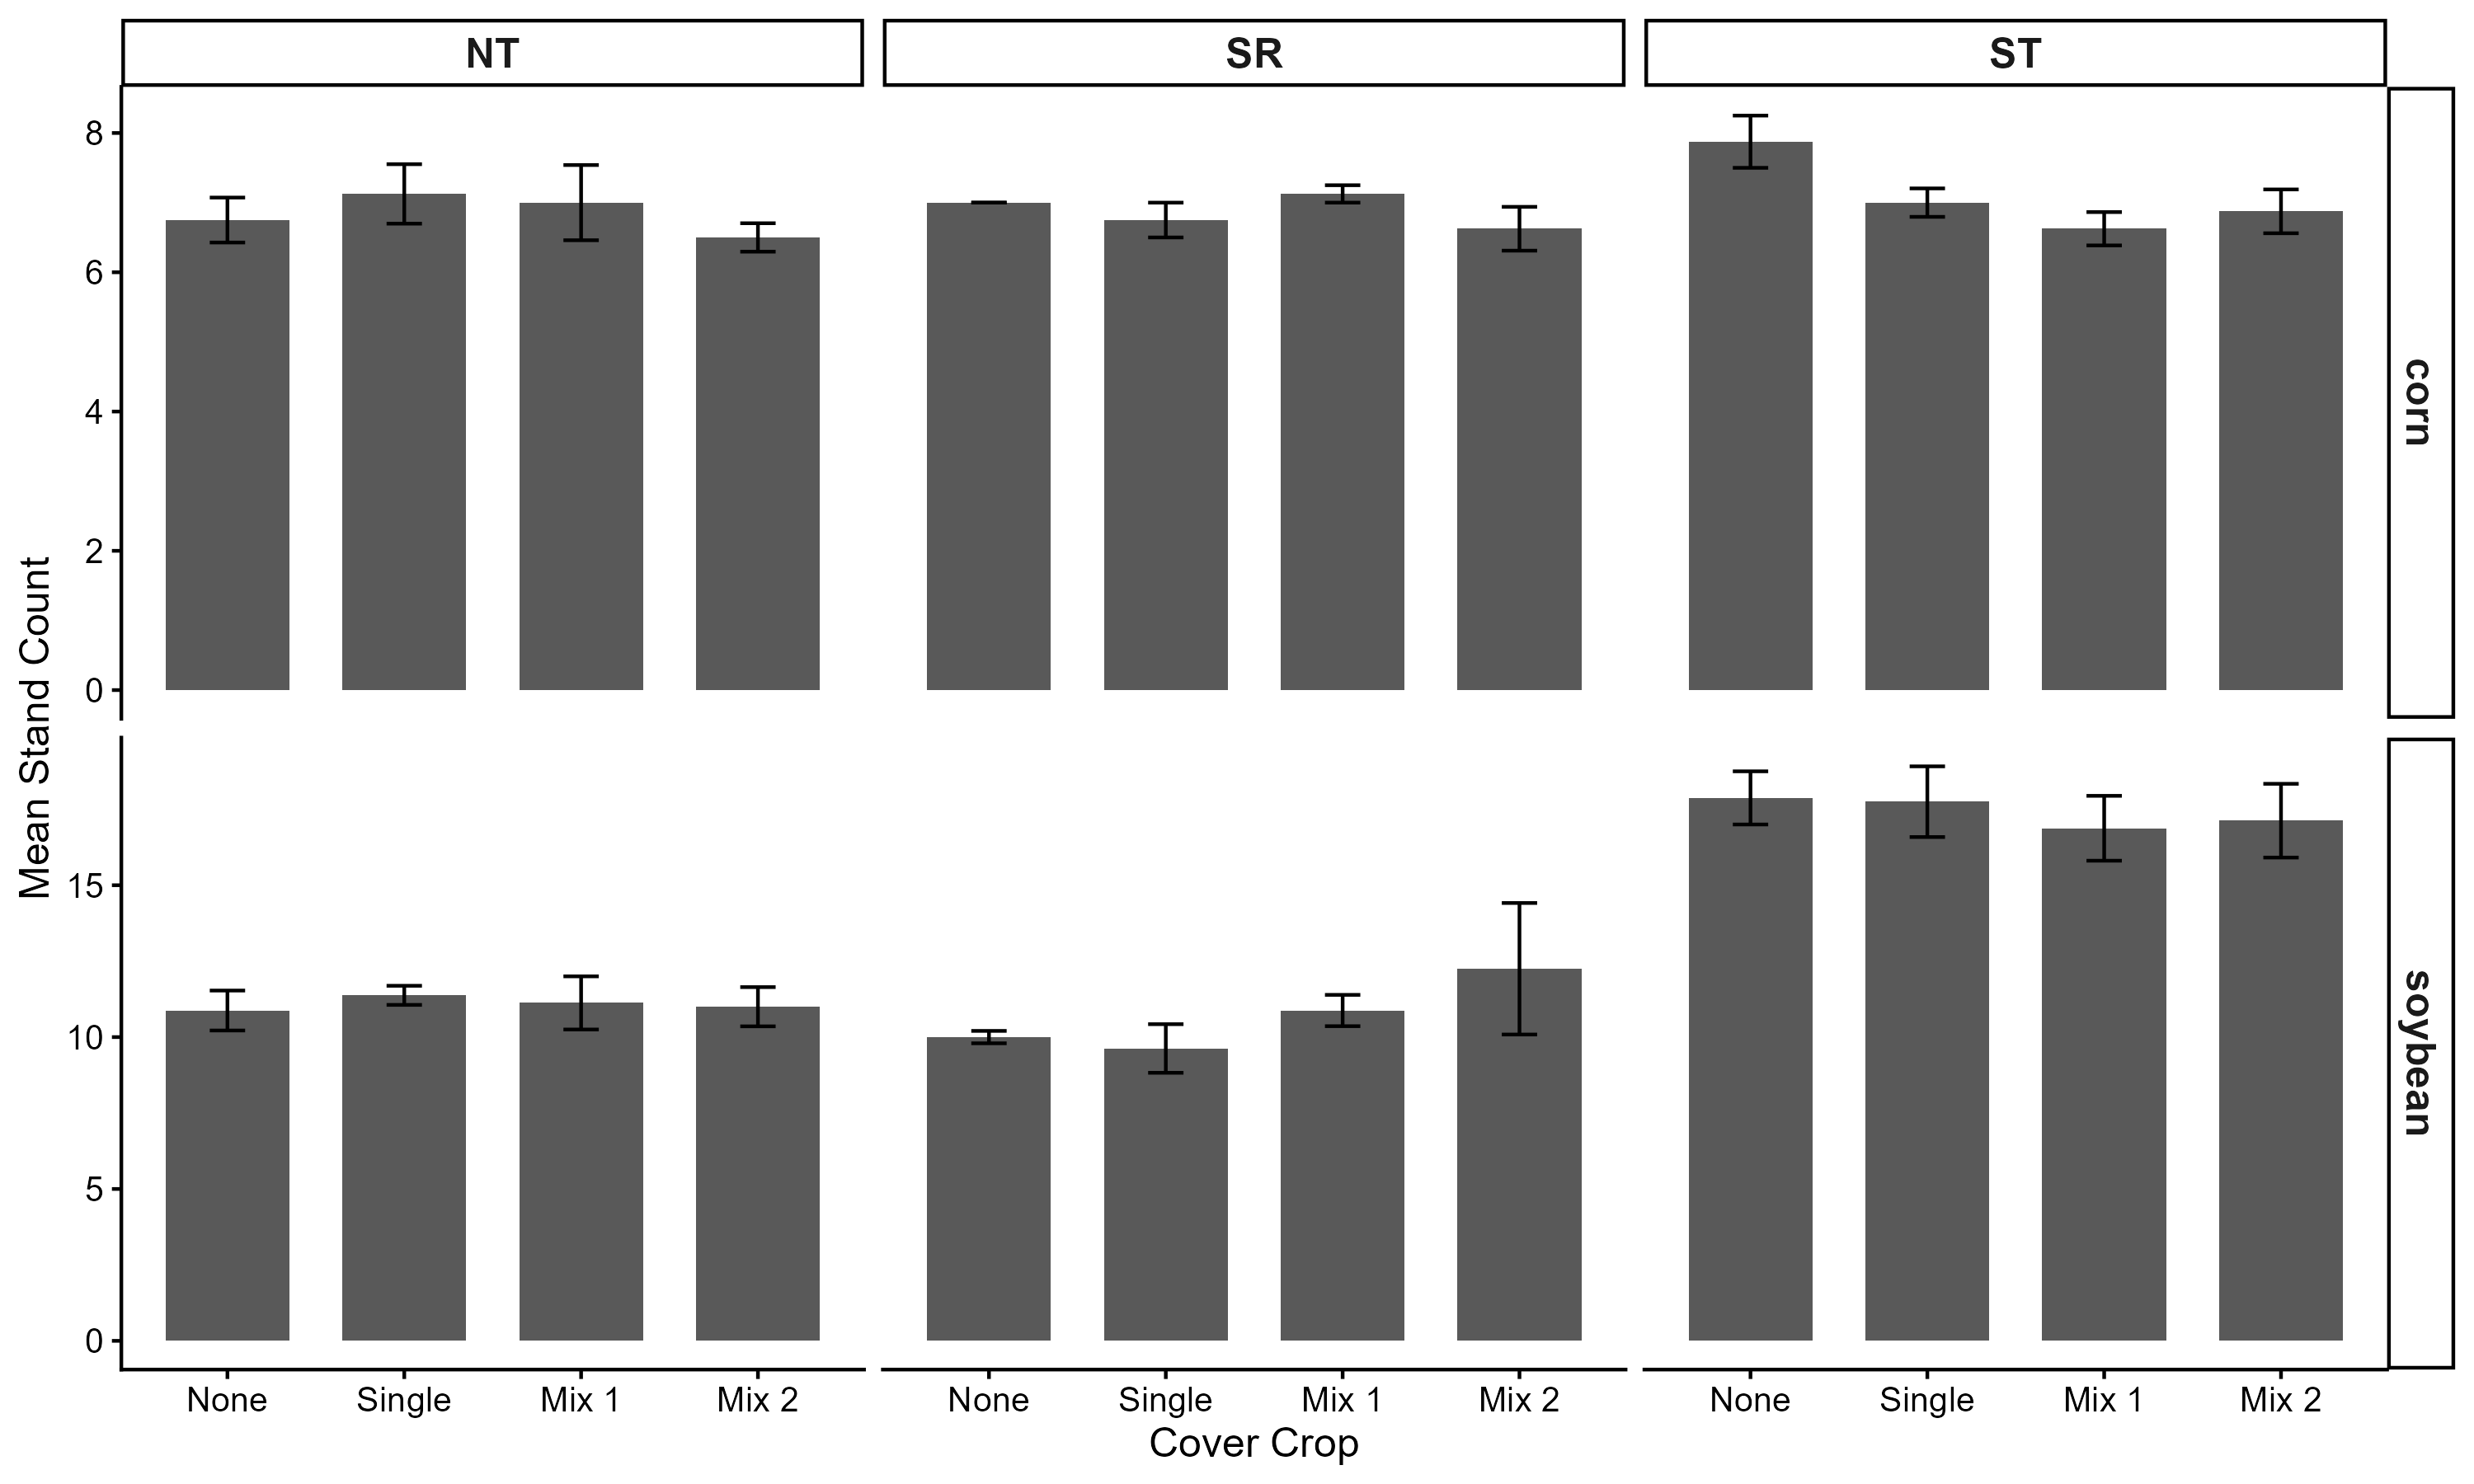 NT SR ST
8
6
4
2
0
corn
Mean Stand Count
15
10
5
0
soybean
None Single Mix 1 Mix 2 None Single Mix 1 Mix 2 None Single Mix 1 Mix 2
Cover Crop